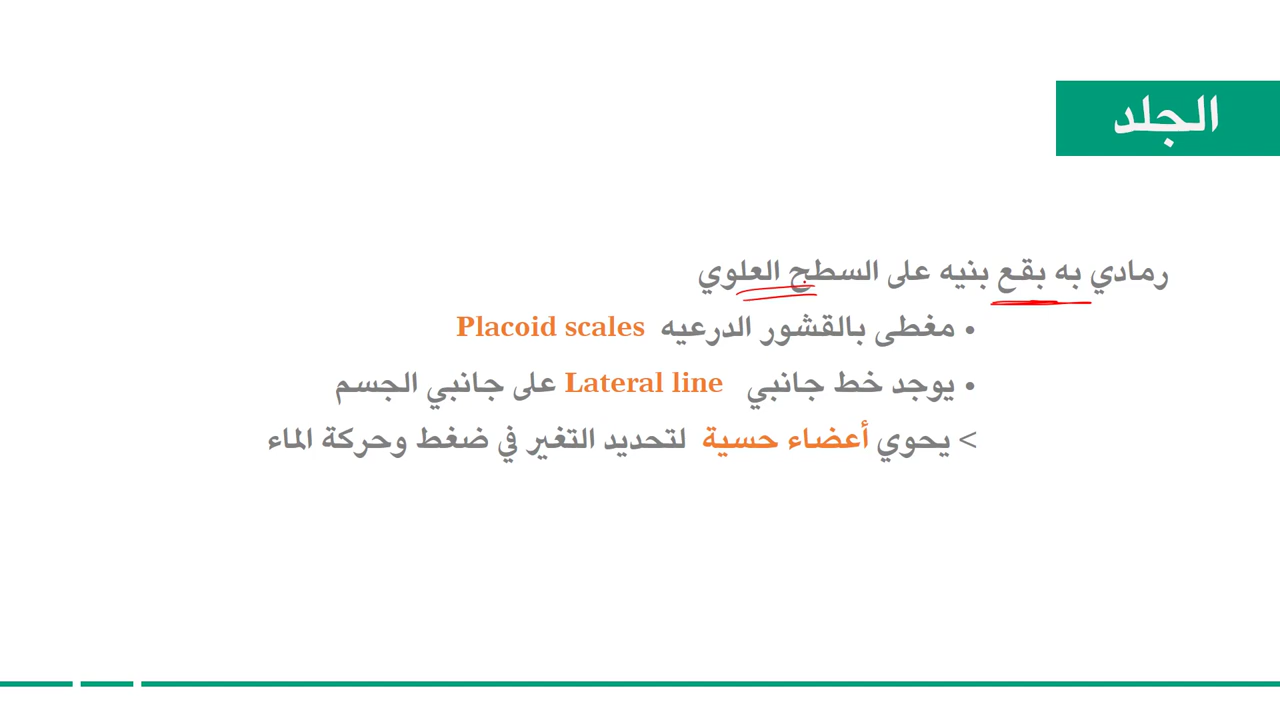 الجلد
رمادي به بقع بنيه على السطح العلوي
• مغطى بالقشور الدرعيه Placoid scales
• يوجد خط جانبي Lateral line على جانبي الجسم
> يحوي أعضاء حسية لتحديد التغير في ضغط وحركة الماء